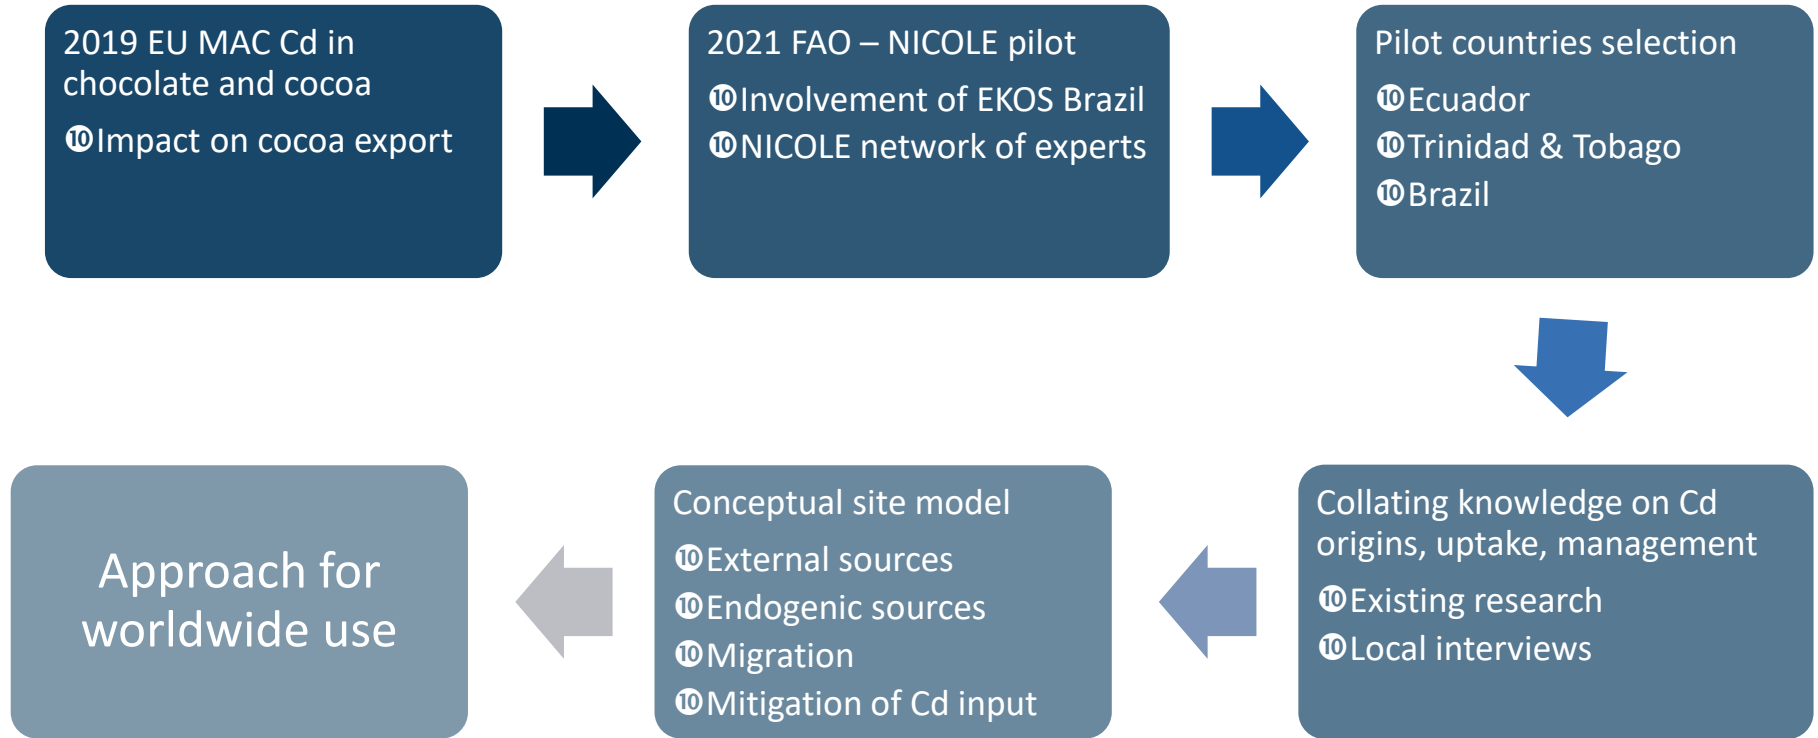 2019 EU MAC Cd in
chocolate and cocoa
❿Impact on cocoa export
2021 FAO – NICOLE pilot
❿Involvement of EKOS Brazil
❿NICOLE network of experts
Pilot countries selection
❿Ecuador
❿Trinidad & Tobago
❿Brazil
Collating knowledge on Cd
origins, uptake, management
❿Existing research
❿Local interviews
Conceptual site model
❿External sources
❿Endogenic sources
❿Migration
❿Mitigation of Cd input
Approach for
worldwide use